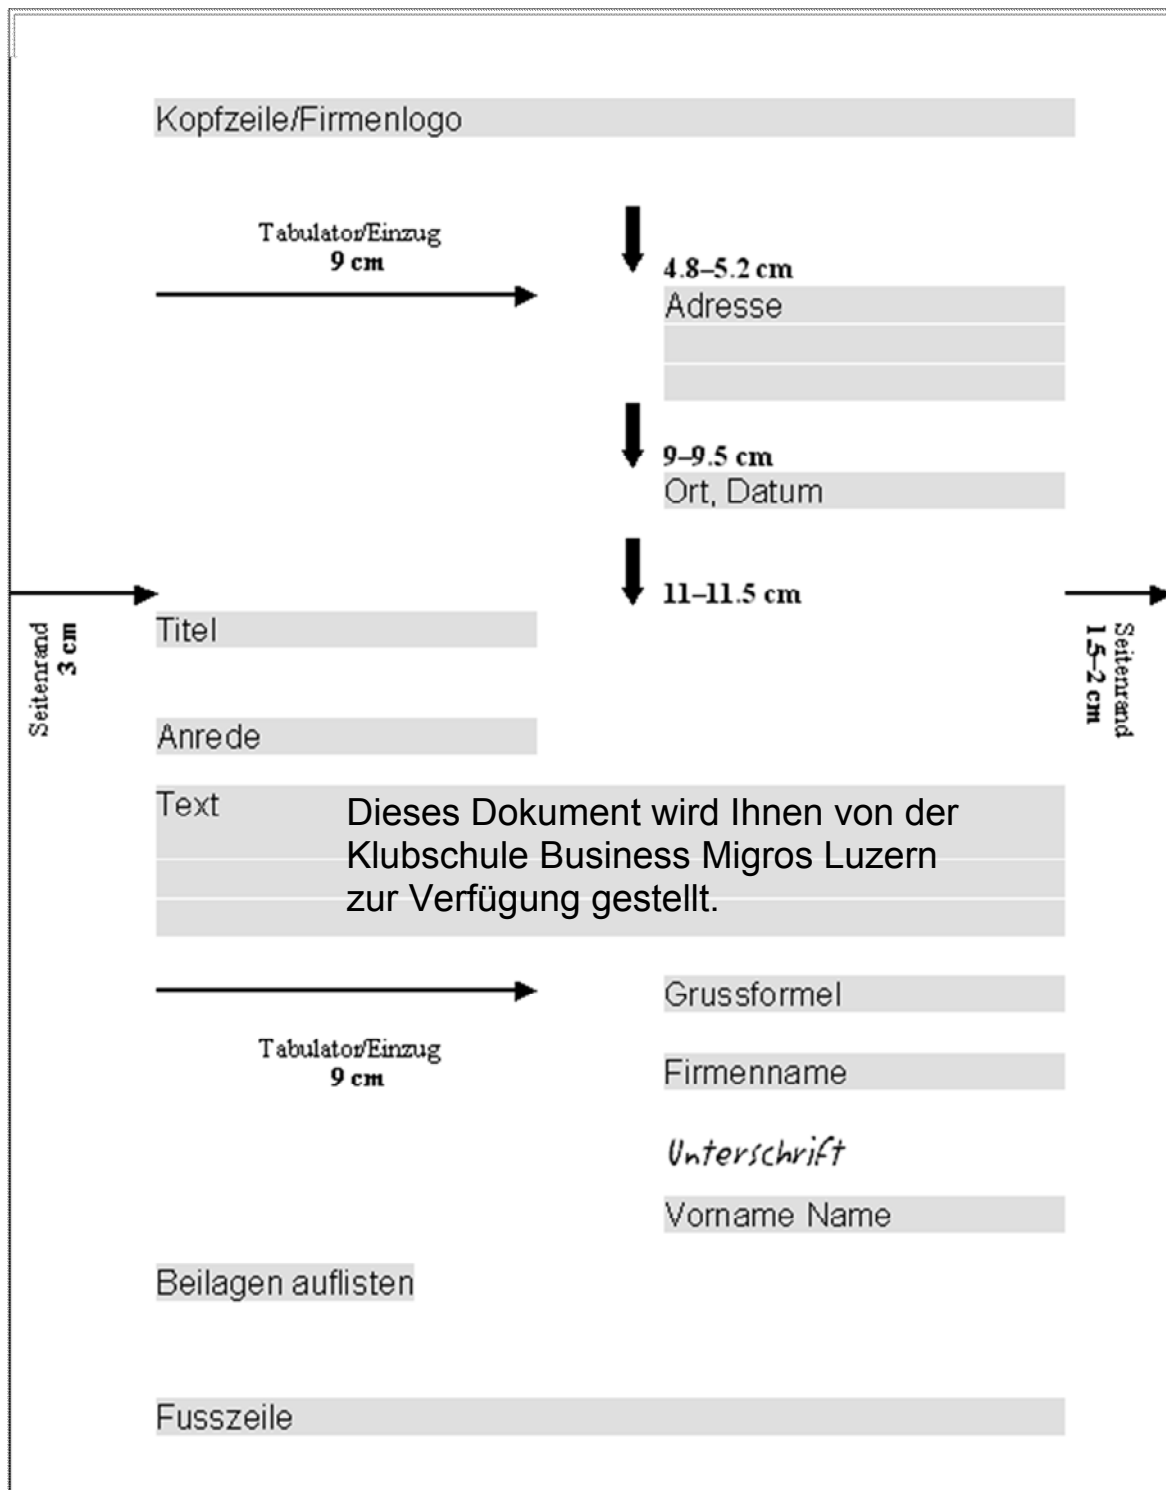 Kopfzeile/Firmenlogo
Tabulator/Einzug
9 cm
4.8–5.2 cm
Adresse
9–9.5 cm
Ort, Datum
11–11.5 cm
Seitenrand
3 cm
Titel
Seitenrand
1.5–2 cm
Anrede
Text
Dieses Dokument wird Ihnen von der
Klubschule Business Migros Luzern
zur Verfügung gestellt.
Grussformel
Tabulator/Einzug
9 cm
Firmenname
Unterschrift
Vorname Name
Beilagen auflisten
Fusszeile